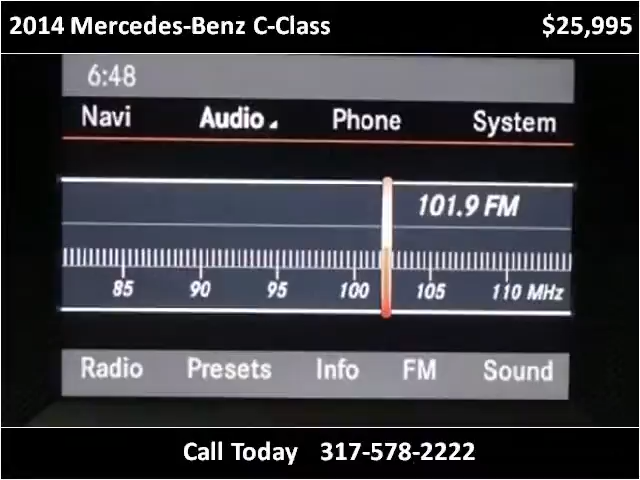 2014 Mercedes-Benz C-Class $25,995
6:48
Navi Audio Phone System
101.9 FM
85 90 95 100 105 110 MHz
Radio Presets Info FM Sound
Call Today 317-578-2222